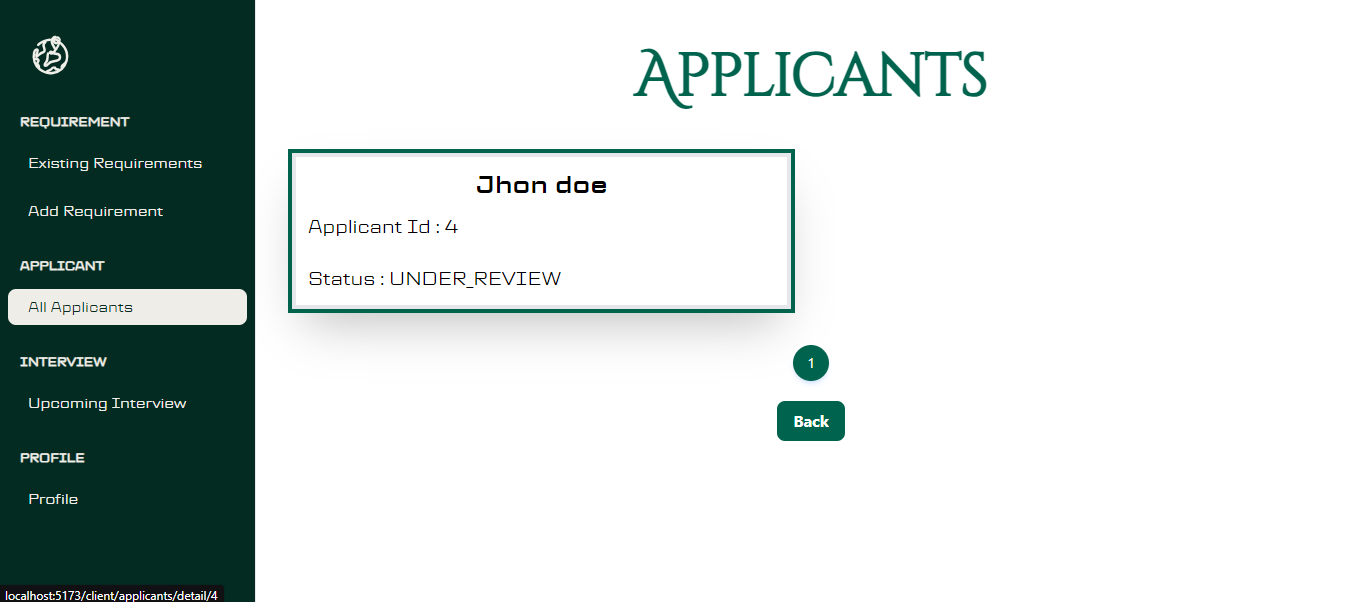 APPLICANTS
REQUIREMENT
Existing Requirements
Add Requirement
APPLICANT
All Applicants
INTERVIEW
Upcoming Interview
PROFILE
Profile
Jhon doe
Applicant Id : 4
Status : UNDER_REVIEW
1
Back
localhost:5173/client/applicants/detail/4